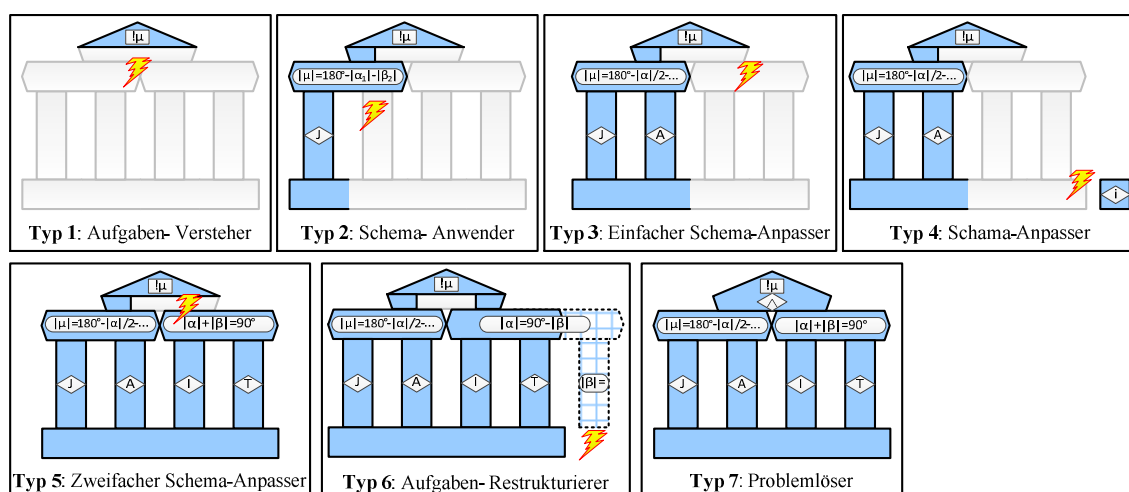 !μ
!μ
!μ
!μ
|μ|=180°-|α₁|-|β₂|
|μ|=180°-|α|/2-...
|μ|=180°-|α|/2-...
J
J
A
J
A
i
Typ 1: Aufgaben- Versteher
Typ 2: Schema- Anwender
Typ 3: Einfacher Schema-Anpasser
Typ 4: Schama-Anpasser
!μ
!μ
!μ
|μ|=180°-|α|/2-...
|α|+|β|=90°
|μ|=180°-|α|/2-...
|α|=90°-|β|
|μ|=180°-|α|/2-...
|α|+|β|=90°
J
A
I
T
J
A
I
T
|β|=
J
A
I
T
Typ 5: Zweifacher Schema-Anpasser
Typ 6: Aufgaben- Restrukturierer
Typ 7: Problemlöser